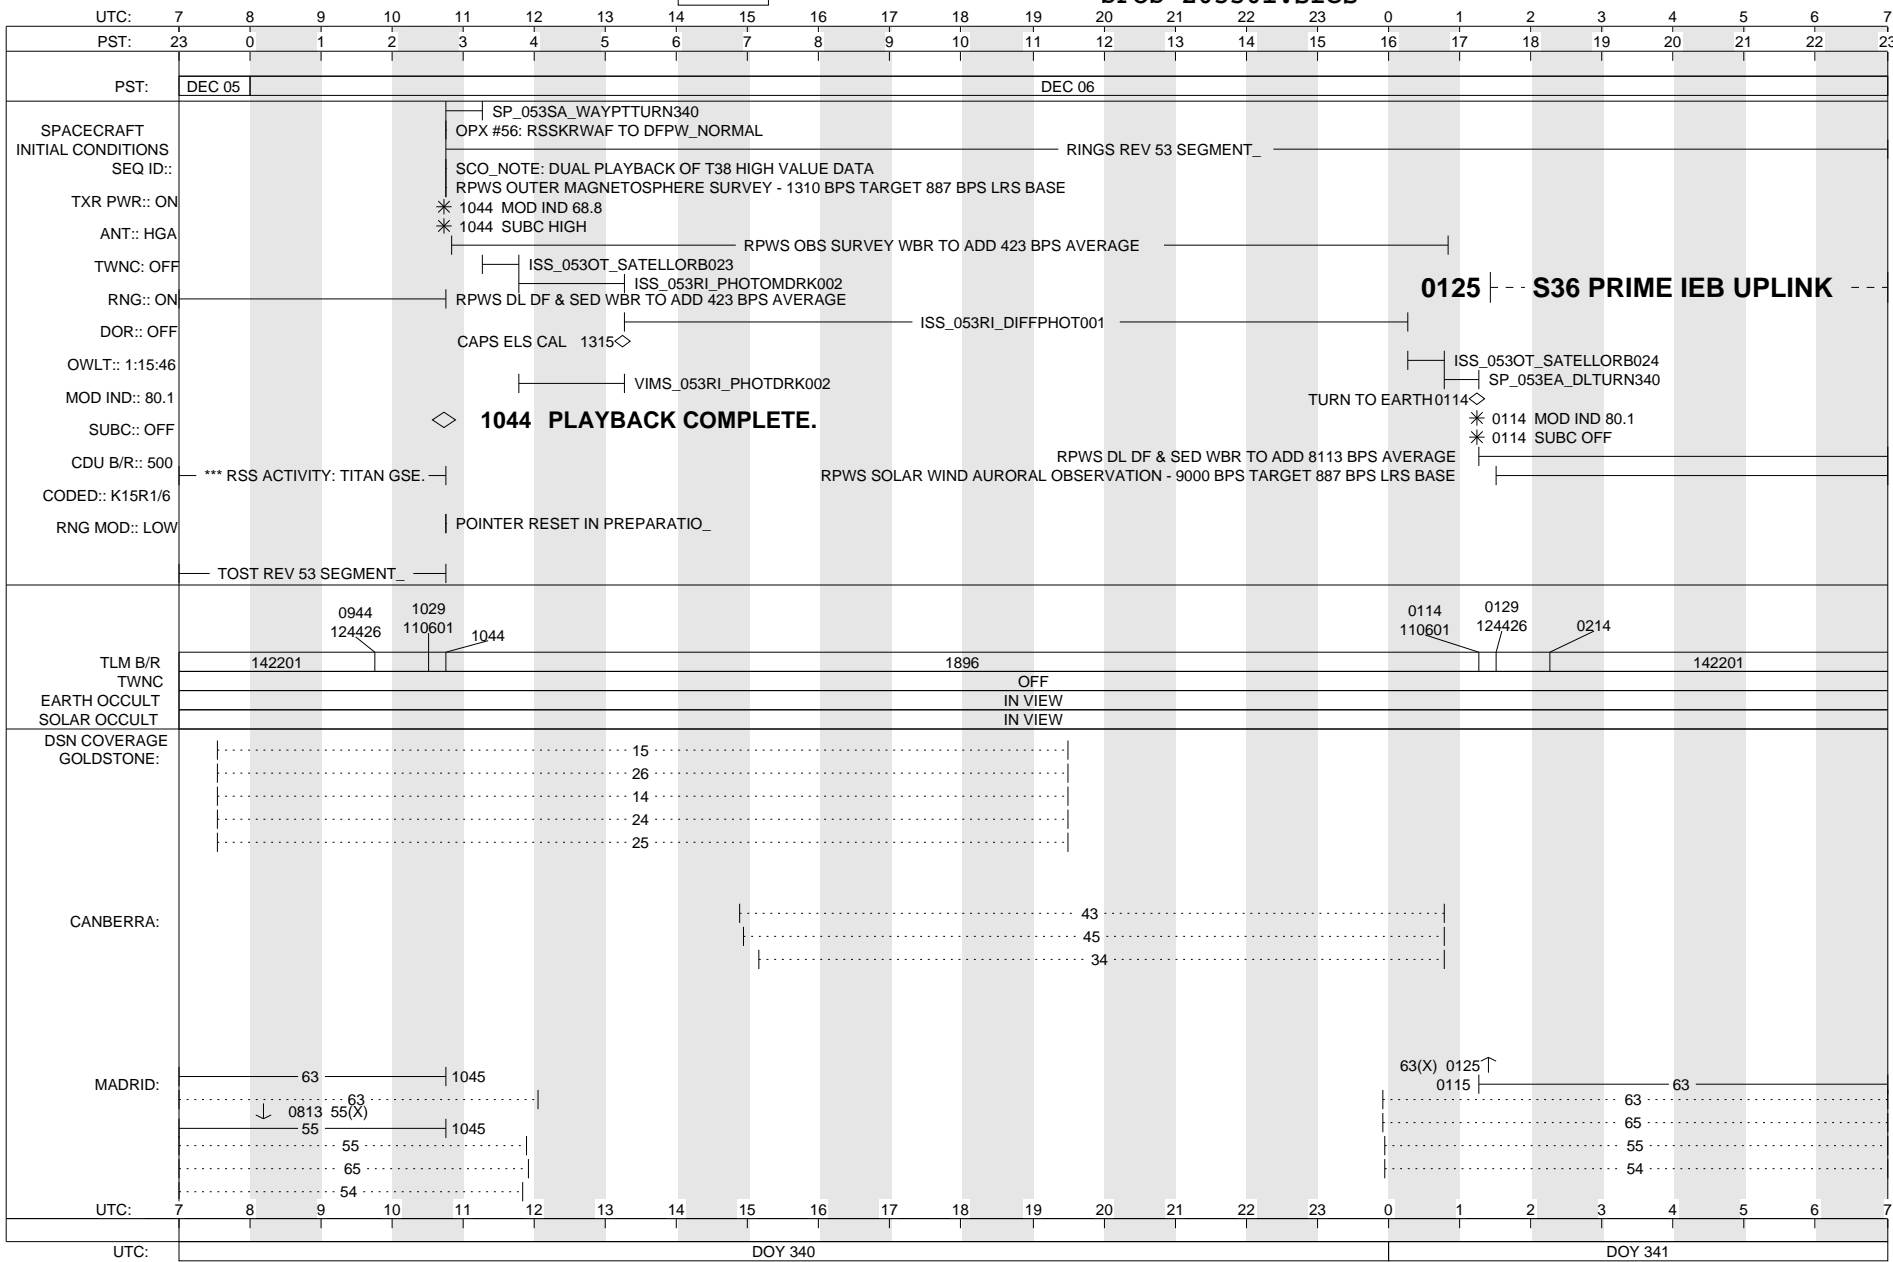 UTC: 7 8 9 10 11 12 13 14 15 16 17 18 19 20 21 22 23 0 1 2 3 4 5 6 7
PST: 23 0 1 2 3 4 5 6 7 8 9 10 11 12 13 14 15 16 17 18 19 20 21 22 23
PST: DEC 05 DEC 06
SP_053SA_WAYPTTURN340
SPACECRAFT OPX #56: RSSKRWAF TO DFPW_NORMAL
INITIAL CONDITIONS RINGS REV 53 SEGMENT_
SEQ ID:: SCO_NOTE: DUAL PLAYBACK OF T38 HIGH VALUE DATA
RPWS OUTER MAGNETOSPHERE SURVEY - 1310 BPS TARGET 887 BPS LRS BASE
TXR PWR:: ON 1044 MOD IND 68.8
1044 SUBC HIGH
ANT:: HGA
RPWS OBS SURVEY WBR TO ADD 423 BPS AVERAGE
TWNC: OFF ISS_053OT_SATELLORB023
ISS_053RI_PHOTOMDRK002
0125 S36 PRIME IEB UPLINK
RNG:: ON RPWS DL DF & SED WBR TO ADD 423 BPS AVERAGE
ISS_053RI_DIFFPHOT001
DOR:: OFF
CAPS ELS CAL 1315
OWLT:: 1:15:46 ISS_053OT_SATELLORB024
VIMS_053RI_PHOTDRK002 SP_053EA_DLTURN340
MOD IND:: 80.1 TURN TO EARTH 0114
1044 PLAYBACK COMPLETE. 0114 MOD IND 80.1
SUBC:: OFF 0114 SUBC OFF
RPWS DL DF & SED WBR TO ADD 8113 BPS AVERAGE
CDU B/R:: 500
*** RSS ACTIVITY: TITAN GSE. RPWS SOLAR WIND AURORAL OBSERVATION - 9000 BPS TARGET 887 BPS LRS BASE
CODED:: K15R1/6
RNG MOD:: LOW POINTER RESET IN PREPARATIO_
TOST REV 53 SEGMENT_
0944 1029 0114 0129
124426 110601 1044 110601 124426 0214
TLM B/R 142201 1896 142201
TWNC OFF
EARTH OCCULT IN VIEW
SOLAR OCCULT IN VIEW
DSN COVERAGE 15
GOLDSTONE:
26
14
24
25
CANBERRA: 43
45
34
63(X) 0125
MADRID: 63 1045 0115 63
63 63
0813 55(X)
55 1045 65
55 55
65 54
54
UTC: 7 8 9 10 11 12 13 14 15 16 17 18 19 20 21 22 23 0 1 2 3 4 5 6 7
UTC: DOY 340 DOY 341